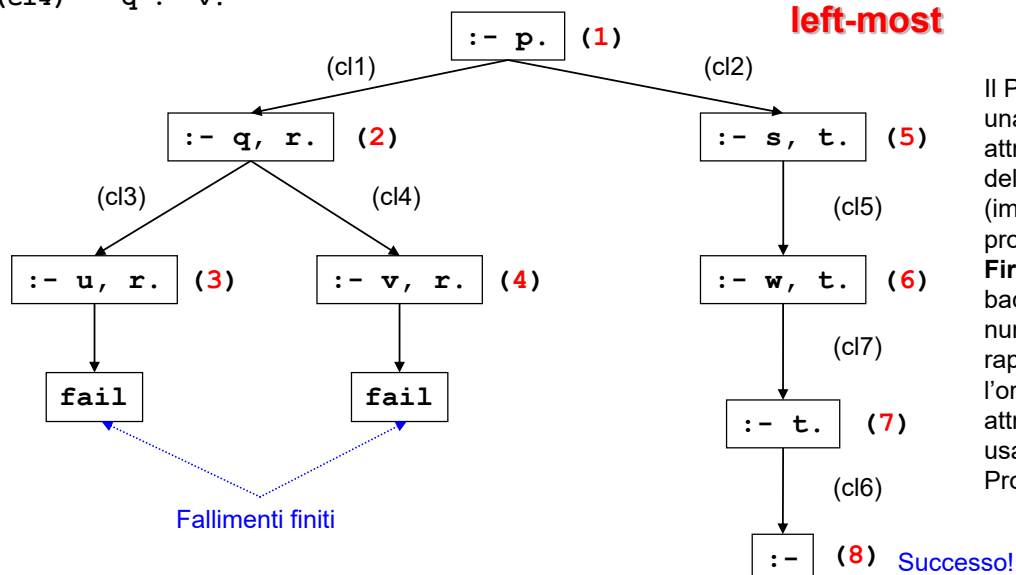 (cl4) q :- v.
left-most
:- p. (1)
(cl1)
(cl2)
:- q, r. (2)
:- s, t. (5)
(cl3)
(cl4)
(cl5)
:- u, r. (3)
:- v, r. (4)
:- w, t. (6)
(cl7)
fail
fail
:- t. (7)
(cl6)
Fallimenti finiti
:- (8) Successo!
Il P
una
attr
del
(im
pro
Fir
bac
nur
rap
l'or
attr
usa
Pro